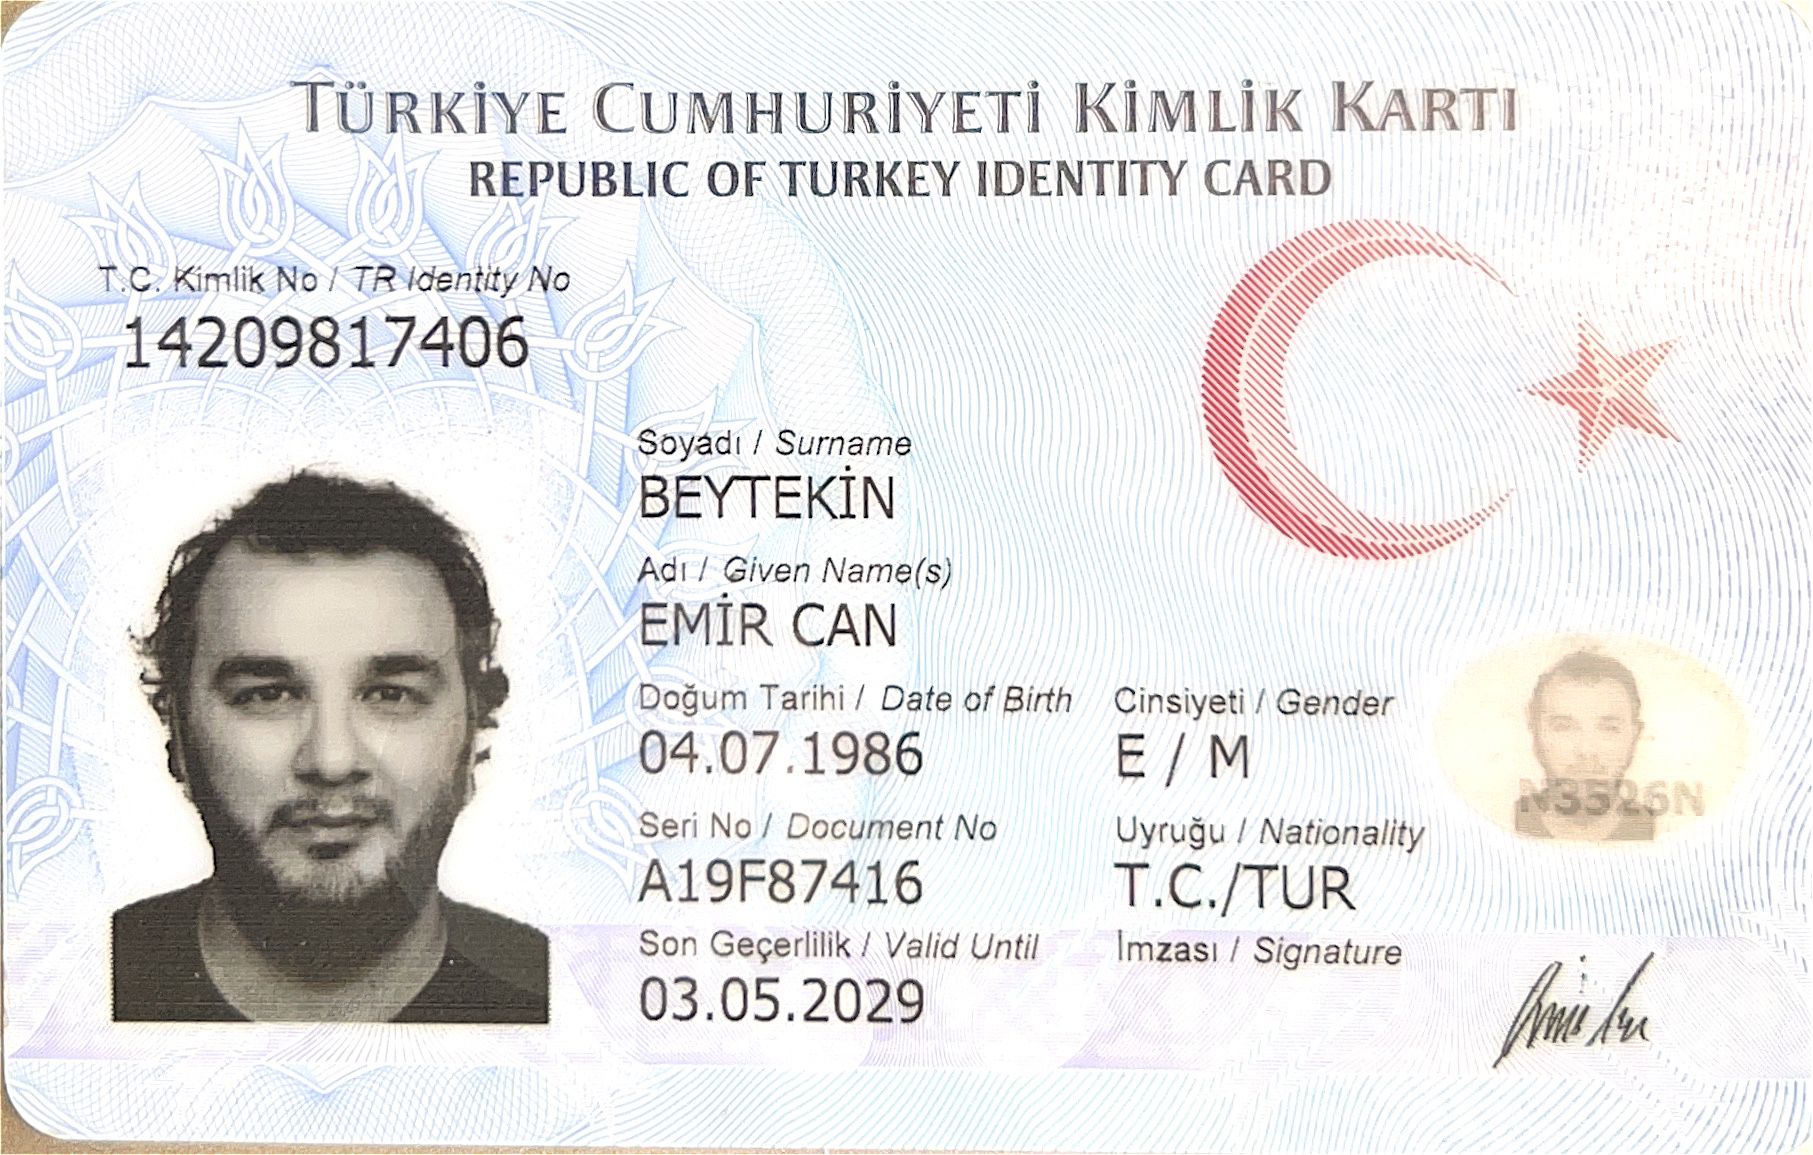 TÜRKİYE CUMHURİYETİ KİMLİK KARTI
REPUBLIC OF TURKEY IDENTITY CARD
T.C. Kimlik No / TR Identity No
14209817406
Soyadı / Surname
BEYTEKİN
Adı / Given Name(s)
EMİR CAN
Doğum Tarihi / Date of Birth
04.07.1986
Cinsiyeti / Gender
E / M
Seri No / Document No
A19F87416
Uyruğu / Nationality
T.C./TUR
N3526N
Son Geçerlilik / Valid Until
03.05.2029
İmzası / Signature